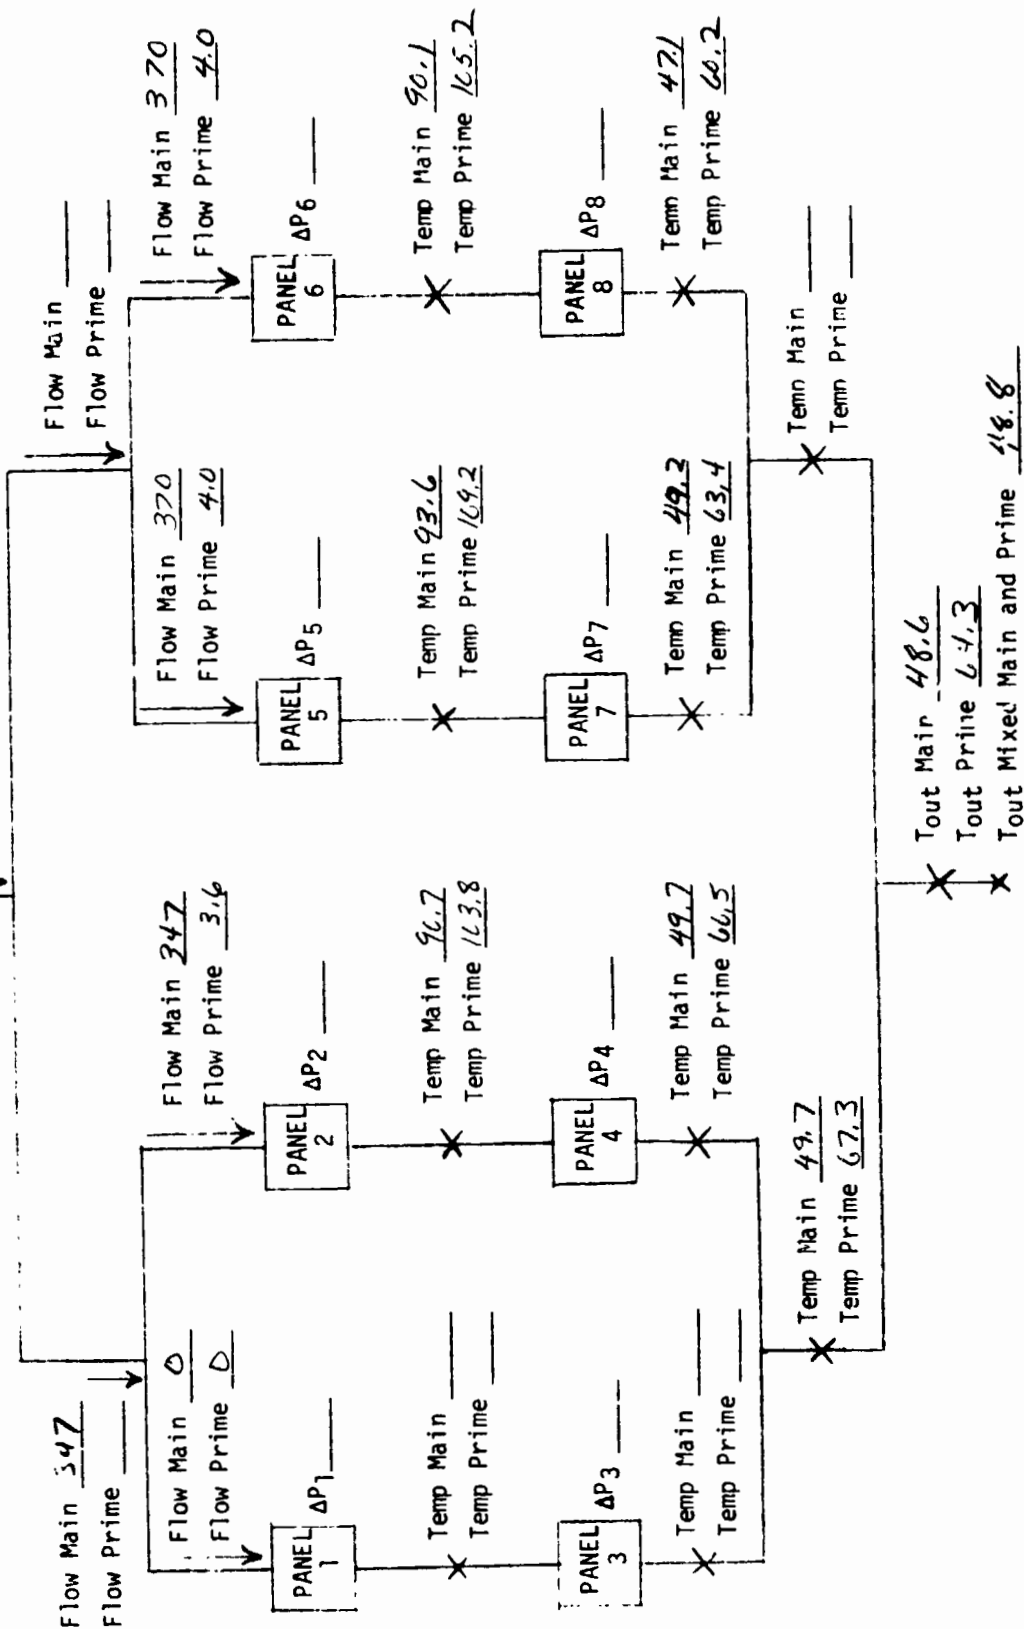 Flow Main 347
Flow Prime
Flow Main
Flow Prime
Flow Main 0
Flow Prime 0
Flow Main 347
Flow Prime 3.6
Flow Main 370
Flow Prime 4.0
Flow Main 370
Flow Prime 4.0
PANEL 1
ΔP1
PANEL 2
ΔP2
PANEL 5
ΔP5
PANEL 6
ΔP6
Temp Main
Temp Prime
Temp Main 96.7
Temp Prime 163.8
Temp Main 93.6
Temp Prime 169.2
Temp Main 90.1
Temp Prime 165.2
PANEL 3
ΔP3
PANEL 4
ΔP4
PANEL 7
ΔP7
PANEL 8
ΔP8
Temp Main
Temp Prime
Temp Main 49.7
Temp Prime 66.5
Temp Main 49.2
Temp Prime 63.4
Temp Main 47.1
Temp Prime 60.2
Temp Main 49.7
Temp Prime 67.3
Temp Main
Temp Prime
Tout Main 48.6
Tout Prime 64.3
Tout Mixed Main and Prime 48.8